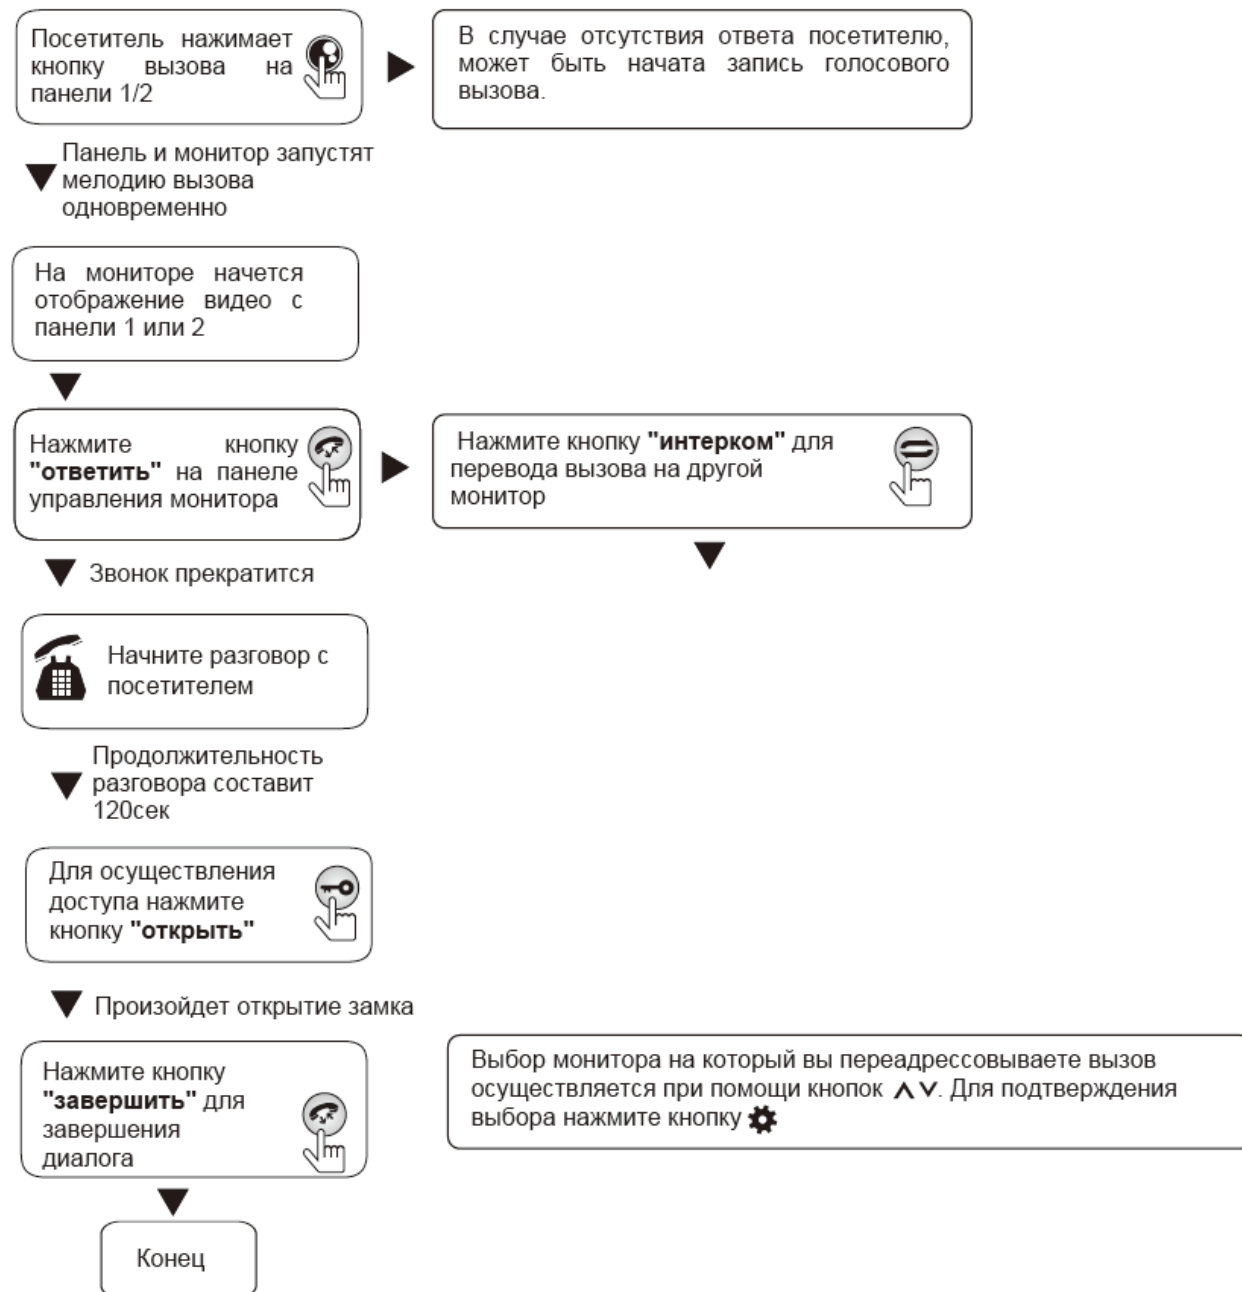 Посетитель нажимает
кнопку вызова на
панели 1/2
В случае отсутствия ответа посетителю,
может быть начата запись голосового
вызова.
Панель и монитор запустят
мелодию вызова
одновременно
На мониторе начется
отображение видео с
панели 1 или 2
Нажмите кнопку
"ответить" на панеле
управления монитора
Нажмите кнопку "интерком" для
перевода вызова на другой
монитор
Звонок прекратится
Начните разговор с
посетителем
Продолжительность
разговора составит
120сек
Для осуществления
доступа нажмите
кнопку "открыть"
Произойдет открытие замка
Нажмите кнопку
"завершить" для
завершения
диалога
Выбор монитора на который вы переадрессовываете вызов
осуществляется при помощи кнопок . Для подтверждения
выбора нажмите кнопку
Конец